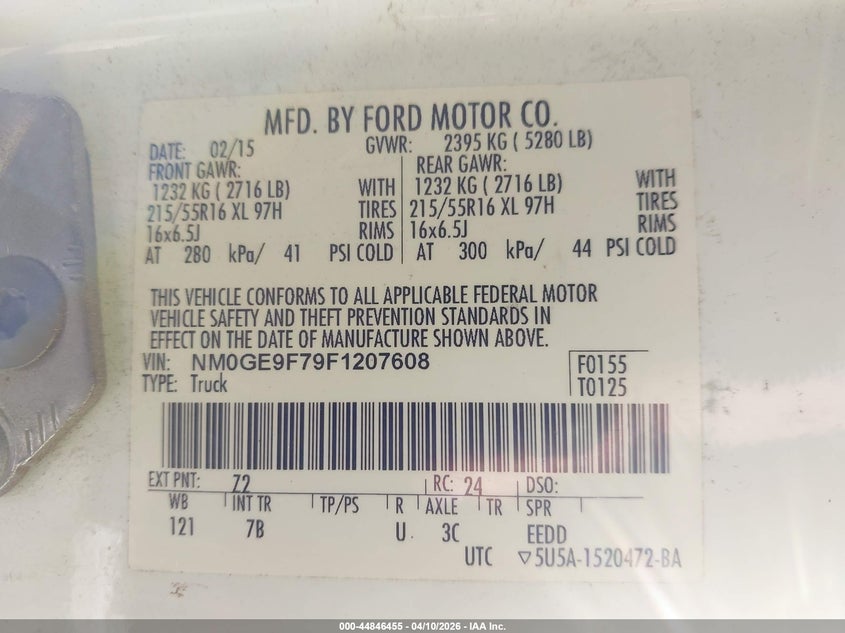 MFD. BY FORD MOTOR CO.
DATE: 02/15 GVWR: 2395 KG ( 5280 LB)
FRONT GAWR: REAR GAWR:
1232 KG ( 2716 LB) WITH 1232 KG ( 2716 LB) WITH
215/55R16 XL 97H TIRES 215/55R16 XL 97H TIRES
16x6.5J RIMS 16x6.5J RIMS
AT 280 kPa/ 41 PSI COLD AT 300 kPa/ 44 PSI COLD
THIS VEHICLE CONFORMS TO ALL APPLICABLE FEDERAL MOTOR
VEHICLE SAFETY AND THEFT PREVENTION STANDARDS IN
EFFECT ON THE DATE OF MANUFACTURE SHOWN ABOVE.
VIN: NM0GE9F79F1207608 F0155
TYPE: Truck T0125
EXT PNT: Z2 RC: 24 DSO:
WB INT TR TP/PS R AXLE TR SPR
121 7B U 3C EEDD
UTC ▽5U5A-1520472-BA
000-44846455 - 04/10/2026 - IAA Inc.